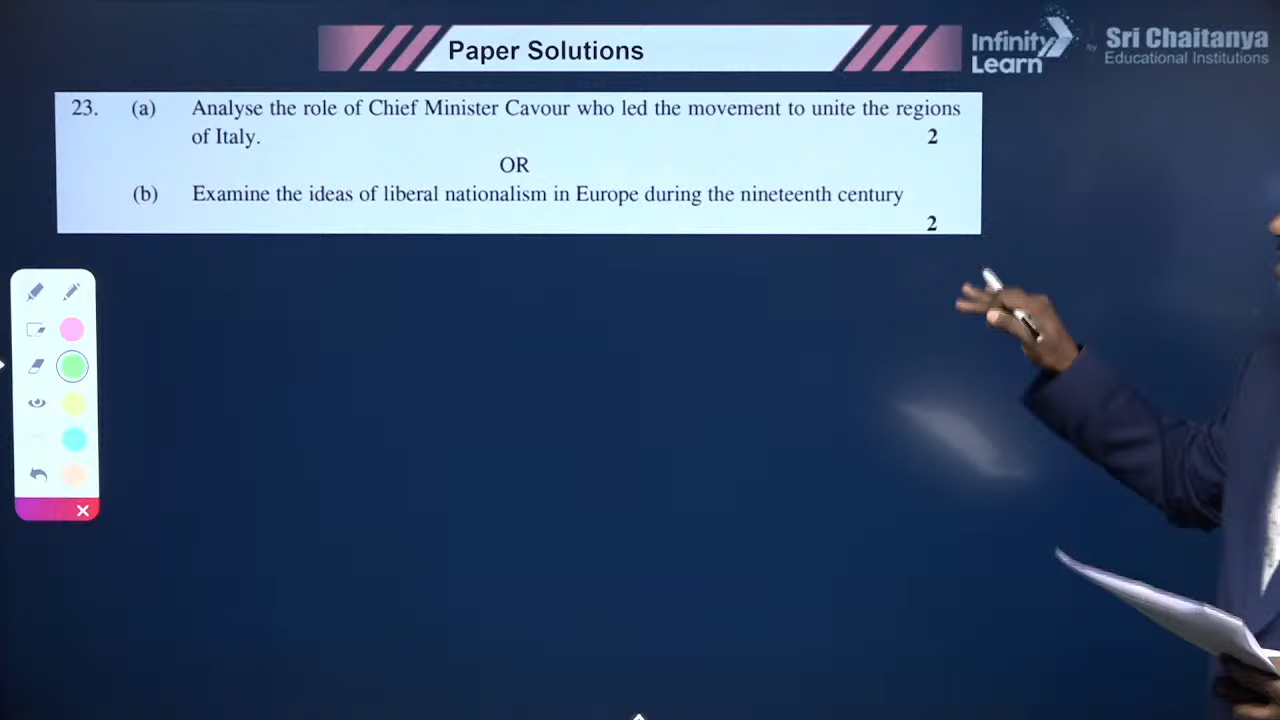 Paper Solutions
Infinity Learn by Sri Chaitanya Educational Institutions
23. (a) Analyse the role of Chief Minister Cavour who led the movement to unite the regions
of Italy. 2
OR
(b) Examine the ideas of liberal nationalism in Europe during the nineteenth century
2